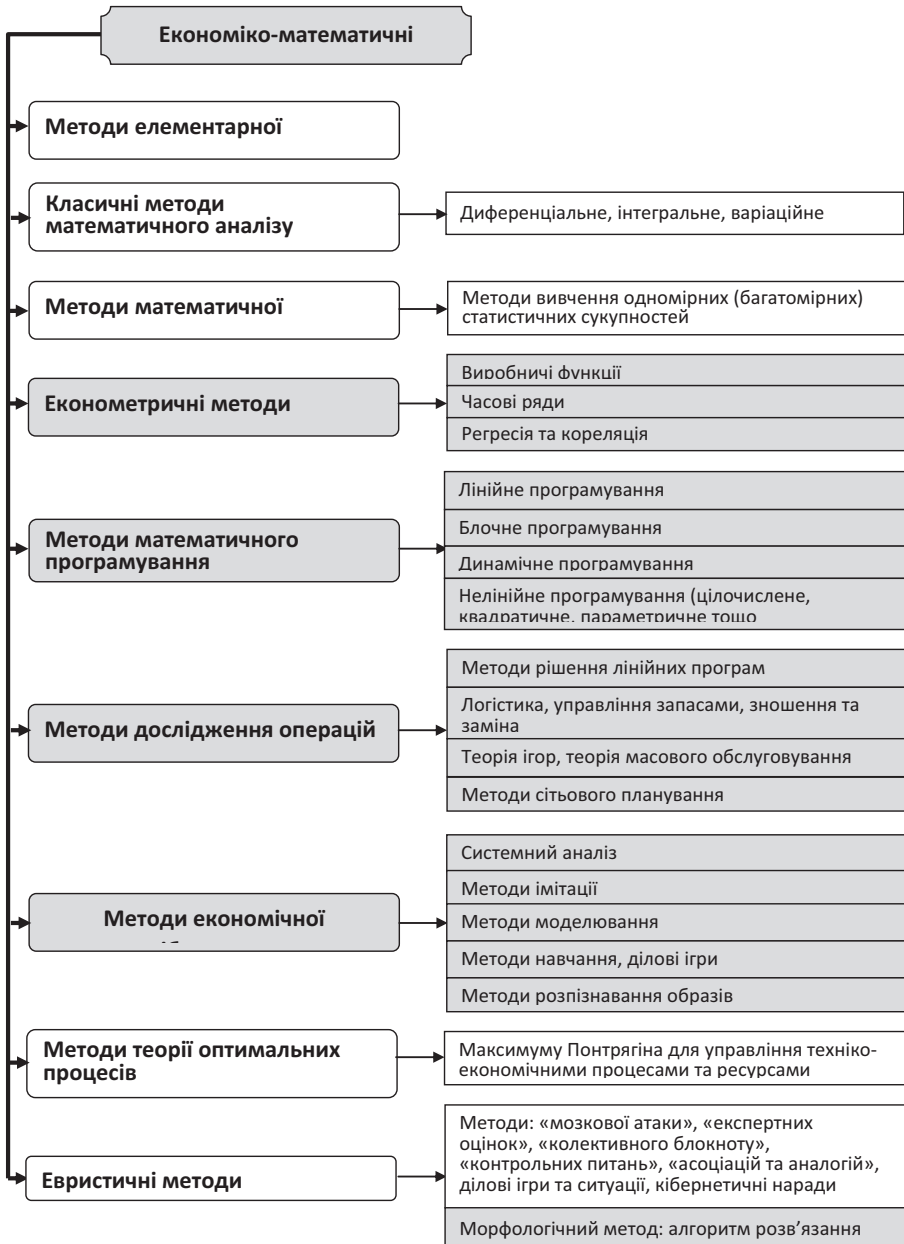 Економіко-математичні
Методи елементарної
Класичні методи
математичного аналізу
Диференціальне, інтегральне, варіаційне
Методи математичної
Методи вивчення одномірних (багатомірних)
статистичних сукупностей
Економетричні методи
Виробничі функції
Часові ряди
Регресія та кореляція
Методи математичного
програмування
Лінійне програмування
Блочне програмування
Динамічне програмування
Нелінійне програмування (цілочислене,
квадратичне, параметричне тощо
Методи дослідження операцій
Методи рішення лінійних програм
Логістика, управління запасами, зношення та
заміна
Теорія ігор, теорія масового обслуговування
Методи сітьового планування
Методи економічної
Системний аналіз
Методи імітації
Методи моделювання
Методи навчання, ділові ігри
Методи розпізнавання образів
Методи теорії оптимальних
процесів
Максимуму Понтрягіна для управління техніко-
економічними процесами та ресурсами
Евристичні методи
Методи: «мозкової атаки», «експертних
оцінок», «колективного блокноту»,
«контрольних питань», «асоціацій та аналогій»,
ділові ігри та ситуації, кібернетичні наради
Морфологічний метод: алгоритм розв’язання